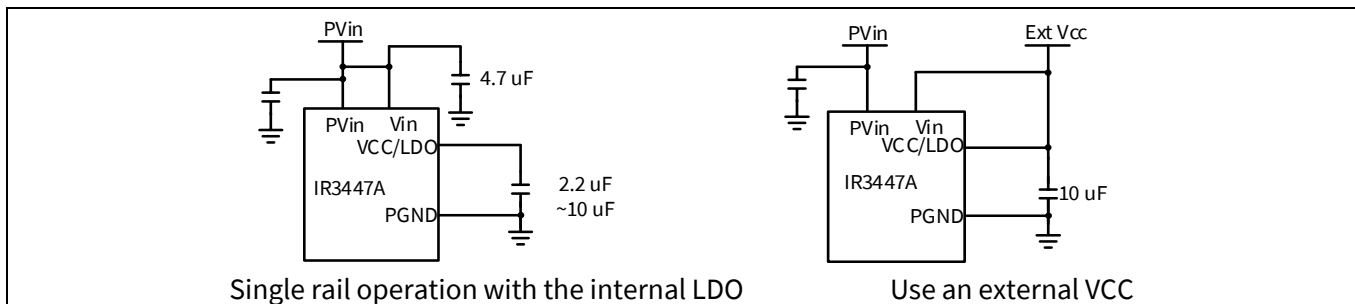 PVin
4.7 uF
PVin Vin
VCC/LDO
IR3447A
2.2 uF
~10 uF
PGND
Single rail operation with the internal LDO
PVin
Ext Vcc
PVin Vin
VCC/LDO
IR3447A
10 uF
PGND
Use an external VCC